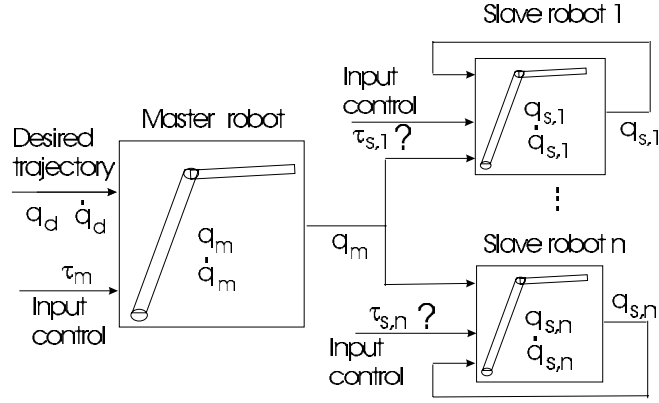 Slave robot 1
Input
control
τs,1 ?
qs,1
q̇s,1
qs,1
Master robot
Desired
trajectory
qd q̇d
qm
q̇m
qm
τm
Input
control
Slave robot n
τs,n ?
Input
control
qs,n
q̇s,n
qs,n